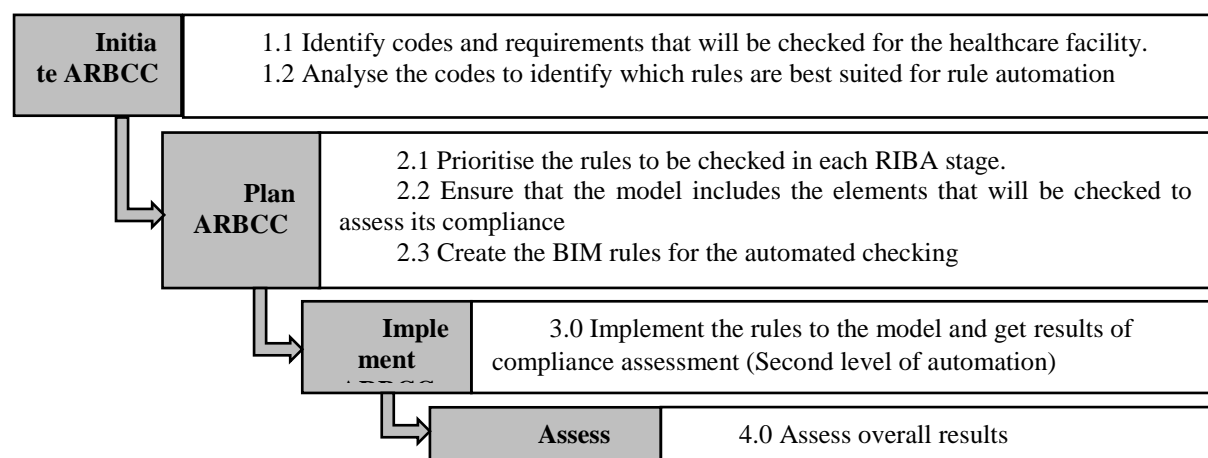 Initia
te ARBCC
1.1 Identify codes and requirements that will be checked for the healthcare facility.
1.2 Analyse the codes to identify which rules are best suited for rule automation
Plan
ARBCC
2.1 Prioritise the rules to be checked in each RIBA stage.
2.2 Ensure that the model includes the elements that will be checked to
assess its compliance
2.3 Create the BIM rules for the automated checking
Imple
ment
3.0 Implement the rules to the model and get results of
compliance assessment (Second level of automation)
Assess
4.0 Assess overall results